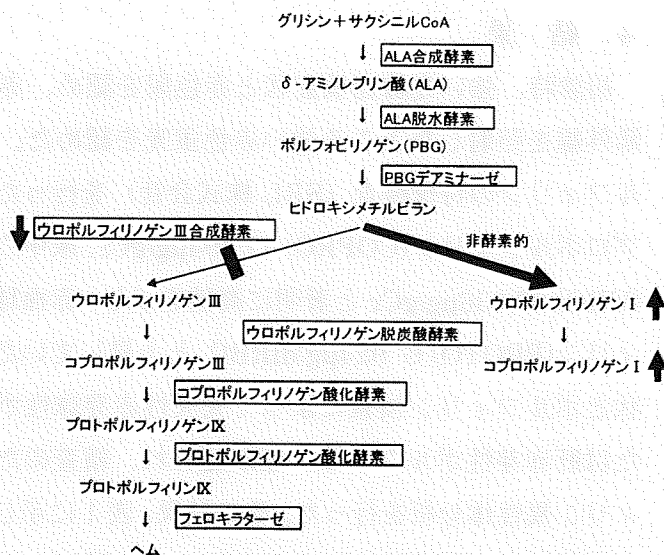 グリシン＋サクシニルCoA
↓ ALA合成酵素
δ-アミノレブリン酸(ALA)
↓ ALA脱水酵素
ポルフォビリノゲン(PBG)
↓ PBGデアミナーゼ
ヒドロキシメチルビラン
ウロポルフィリノゲンⅢ合成酵素
非酵素的
ウロポルフィリノゲンⅢ
ウロポルフィリノゲンⅠ
↓ ウロポルフィリノゲン脱炭酸酵素 ↓
コプロポルフィリノゲンⅢ
コプロポルフィリノゲンⅠ
↓ コプロポルフィリノゲン酸化酵素
プロトポルフィリノゲンⅨ
↓ プロトポルフィリノゲン酸化酵素
プロトポルフィリンⅨ
↓ フェロキラターゼ
ヘム